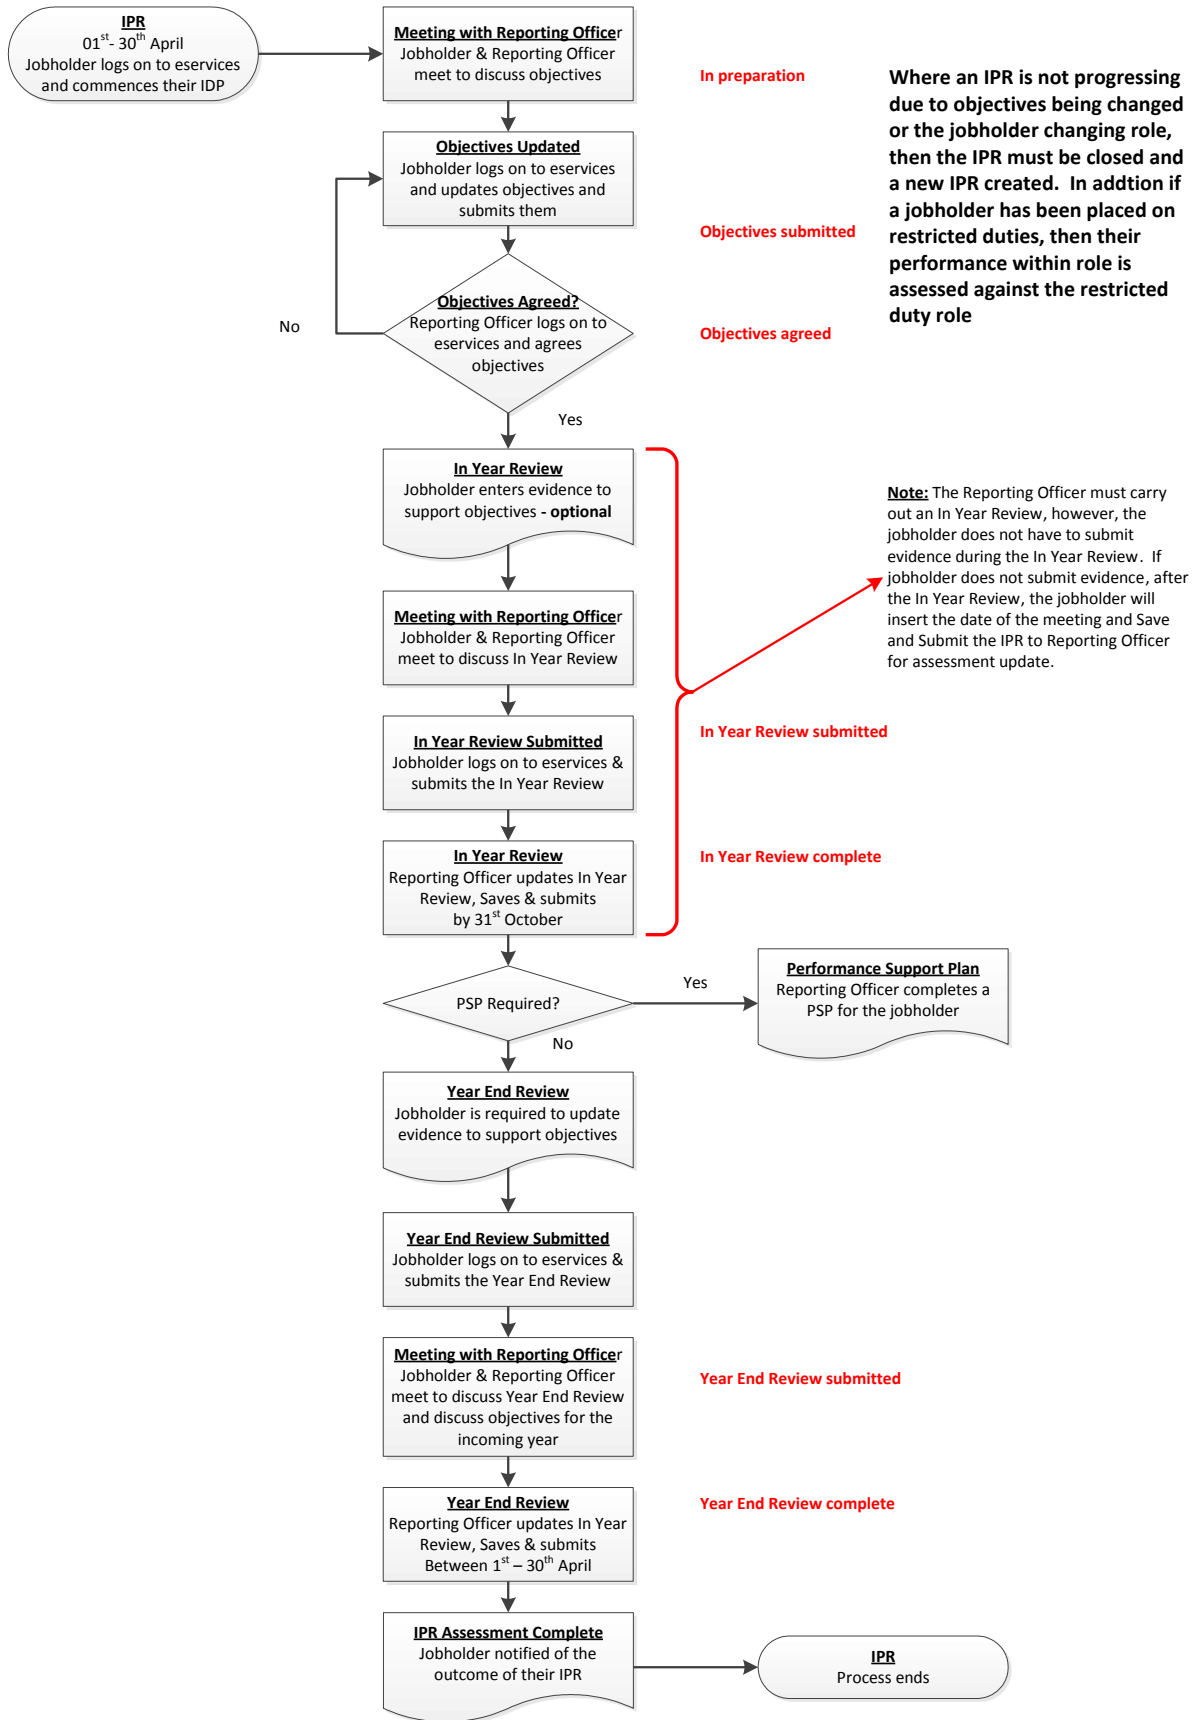 IPR
01st- 30th April
Jobholder logs on to eservices
and commences their IDP
Meeting with Reporting Officer
Jobholder & Reporting Officer
meet to discuss objectives
In preparation
Where an IPR is not progressing
due to objectives being changed
or the jobholder changing role,
then the IPR must be closed and
a new IPR created.  In addtion if
a jobholder has been placed on
restricted duties, then their
performance within role is
assessed against the restricted
duty role
Objectives Updated
Jobholder logs on to eservices
and updates objectives and
submits them
Objectives submitted
Objectives Agreed?
Reporting Officer logs on to
eservices and agrees
objectives
No
Objectives agreed
Yes
In Year Review
Jobholder enters evidence to
support objectives - optional
Note: The Reporting Officer must carry
out an In Year Review, however, the
jobholder does not have to submit
evidence during the In Year Review.  If
jobholder does not submit evidence, after
the In Year Review, the jobholder will
insert the date of the meeting and Save
and Submit the IPR to Reporting Officer
for assessment update.
Meeting with Reporting Officer
Jobholder & Reporting Officer
meet to discuss In Year Review
In Year Review Submitted
Jobholder logs on to eservices &
submits the In Year Review
In Year Review submitted
In Year Review
Reporting Officer updates In Year
Review, Saves & submits
by 31st October
In Year Review complete
PSP Required?
Yes
Performance Support Plan
Reporting Officer completes a
PSP for the jobholder
No
Year End Review
Jobholder is required to update
evidence to support objectives
Year End Review Submitted
Jobholder logs on to eservices &
submits the Year End Review
Meeting with Reporting Officer
Jobholder & Reporting Officer
meet to discuss Year End Review
and discuss objectives for the
incoming year
Year End Review submitted
Year End Review
Reporting Officer updates In Year
Review, Saves & submits
Between 1st – 30th April
Year End Review complete
IPR Assessment Complete
Jobholder notified of the
outcome of their IPR
IPR
Process ends